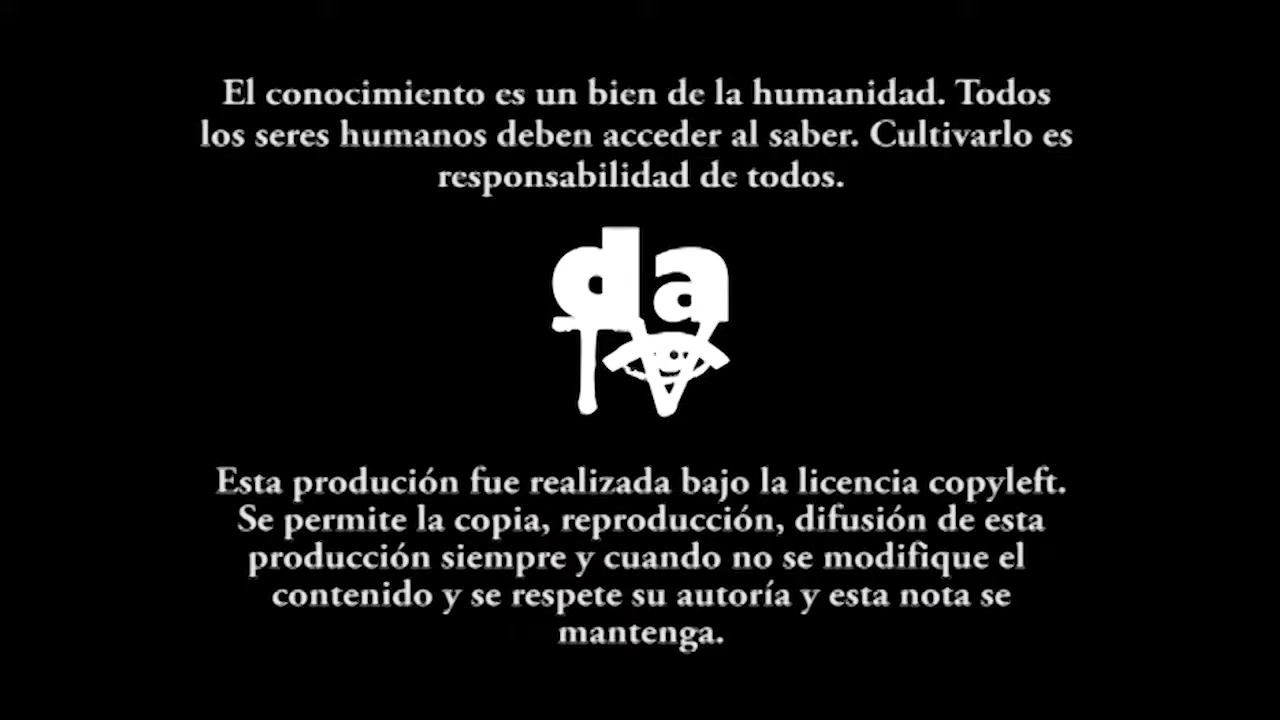 El conocimiento es un bien de la humanidad. Todos
los seres humanos deben acceder al saber. Cultivarlo es
responsabilidad de todos.
da
TV
Esta produción fue realizada bajo la licencia copyleft.
Se permite la copia, reproducción, difusión de esta
producción siempre y cuando no se modifique el
contenido y se respete su autoría y esta nota se
mantenga.